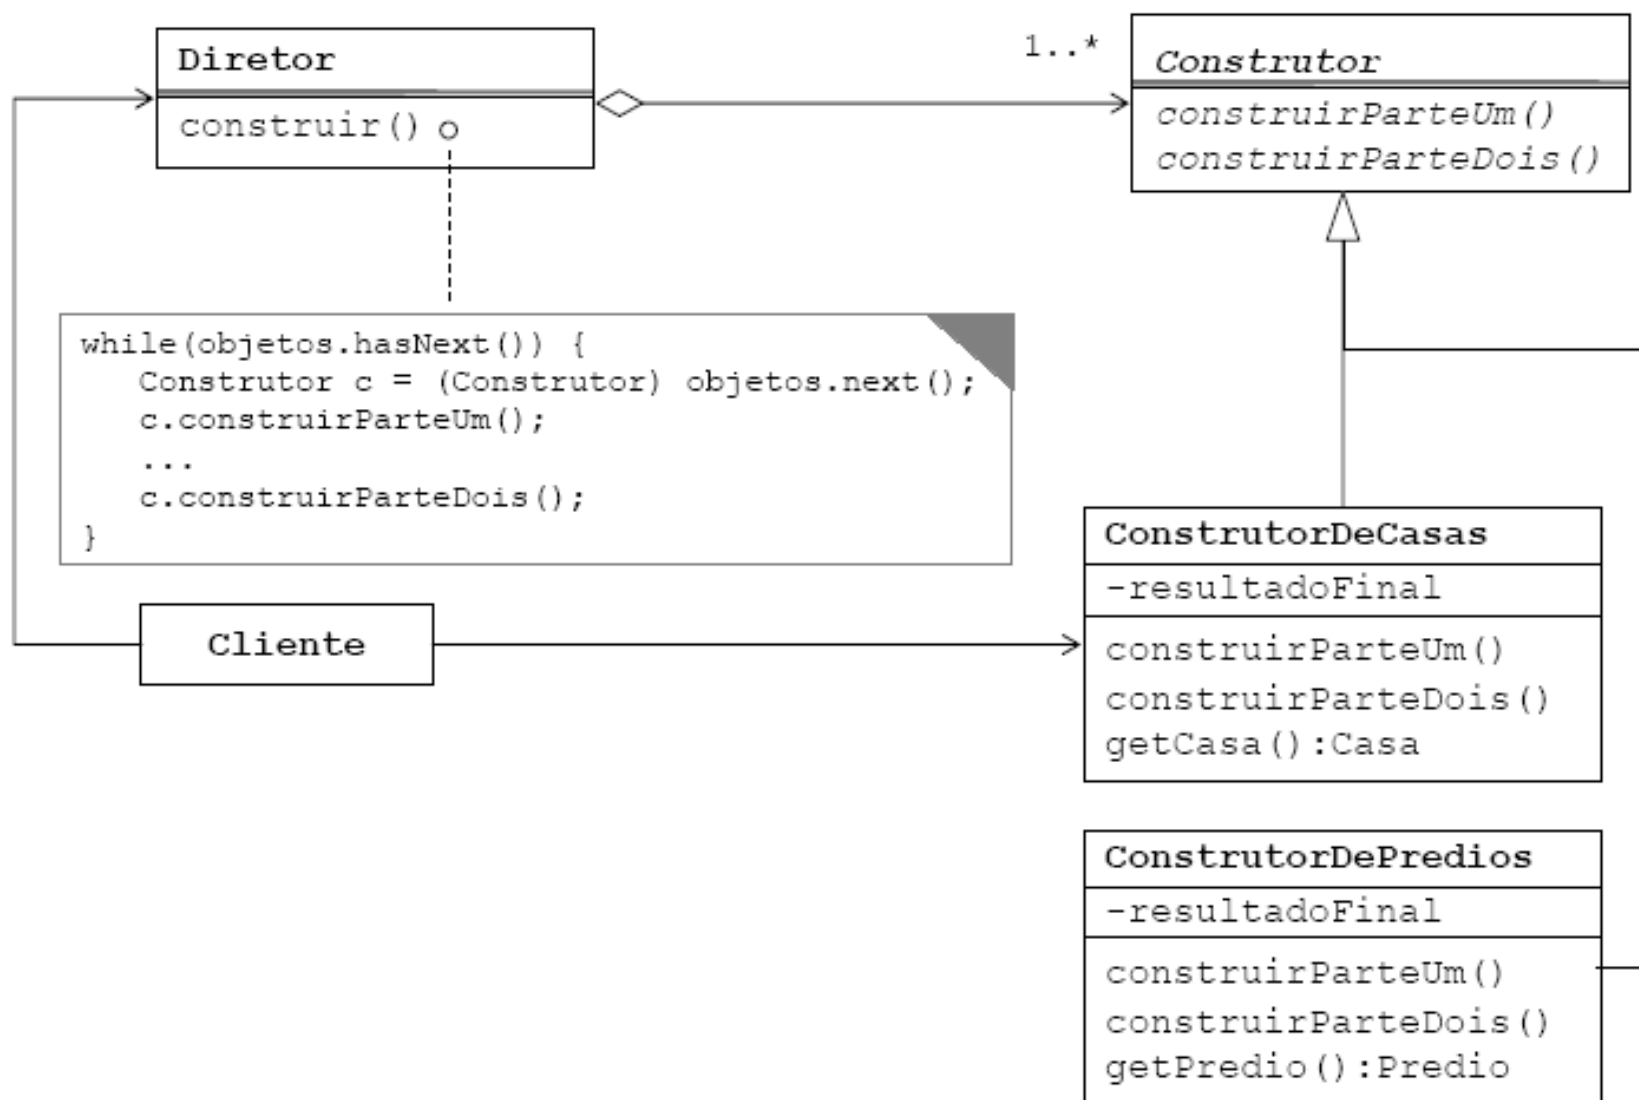 Diretor
construir()
1..*
Construtor
construirParteUm()
construirParteDois()
while(objetos.hasNext()) {
   Construtor c = (Construtor) objetos.next();
   c.construirParteUm();
   ...
   c.construirParteDois();
}
Cliente
ConstrutorDeCasas
-resultadoFinal
construirParteUm()
construirParteDois()
getCasa():Casa
ConstrutorDePredios
-resultadoFinal
construirParteUm()
construirParteDois()
getPredio():Predio